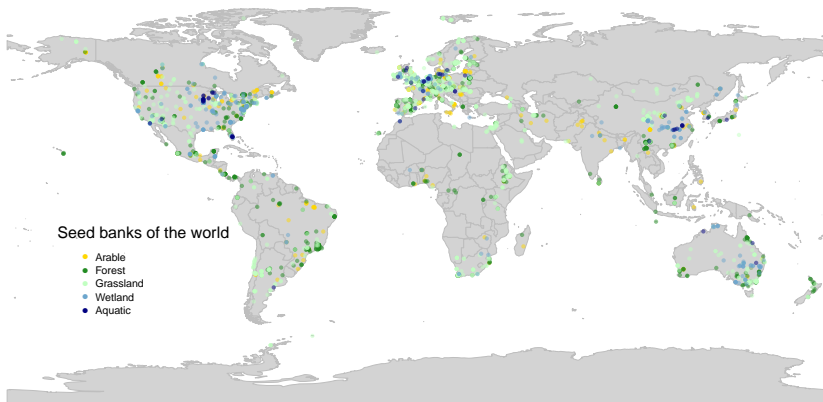 Seed banks of the world
Arable
Forest
Grassland
Wetland
Aquatic